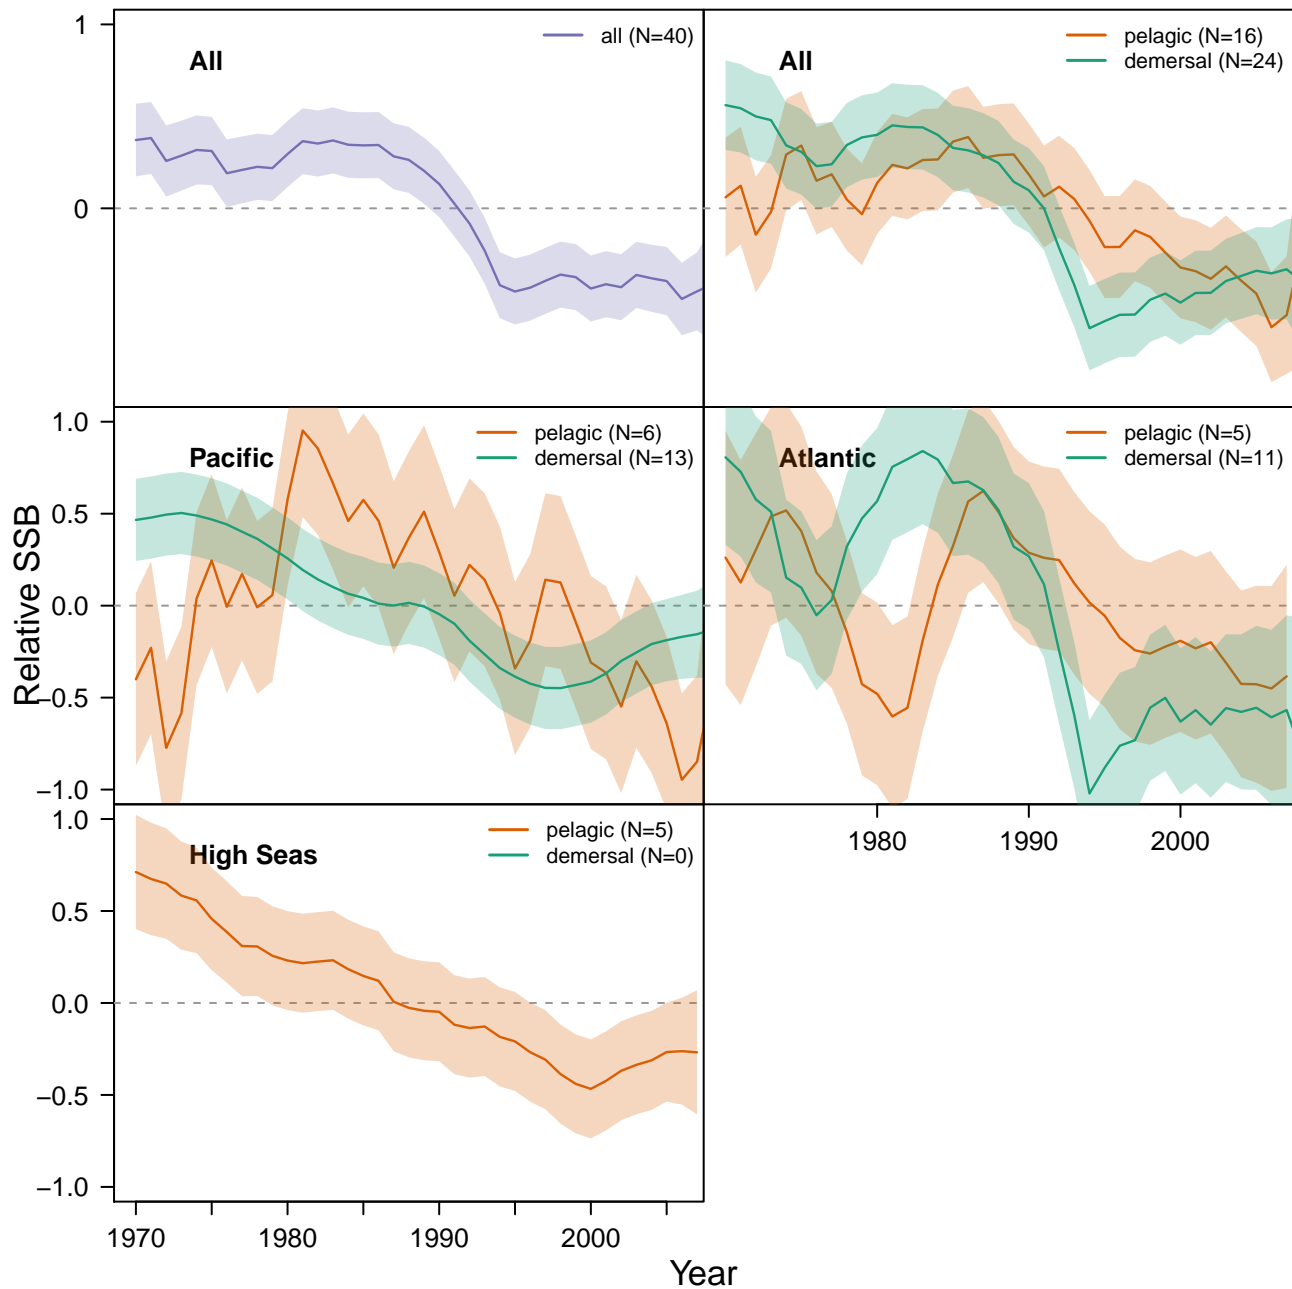 1
0
All
all (N=40)
All
pelagic (N=16)
demersal (N=24)
Relative SSB
1.0
0.5
0.0
−0.5
−1.0
Pacific
pelagic (N=6)
demersal (N=13)
Atlantic
pelagic (N=5)
demersal (N=11)
1980
1990
2000
1.0
0.5
0.0
−0.5
−1.0
High Seas
pelagic (N=5)
demersal (N=0)
1970
1980
1990
2000
Year